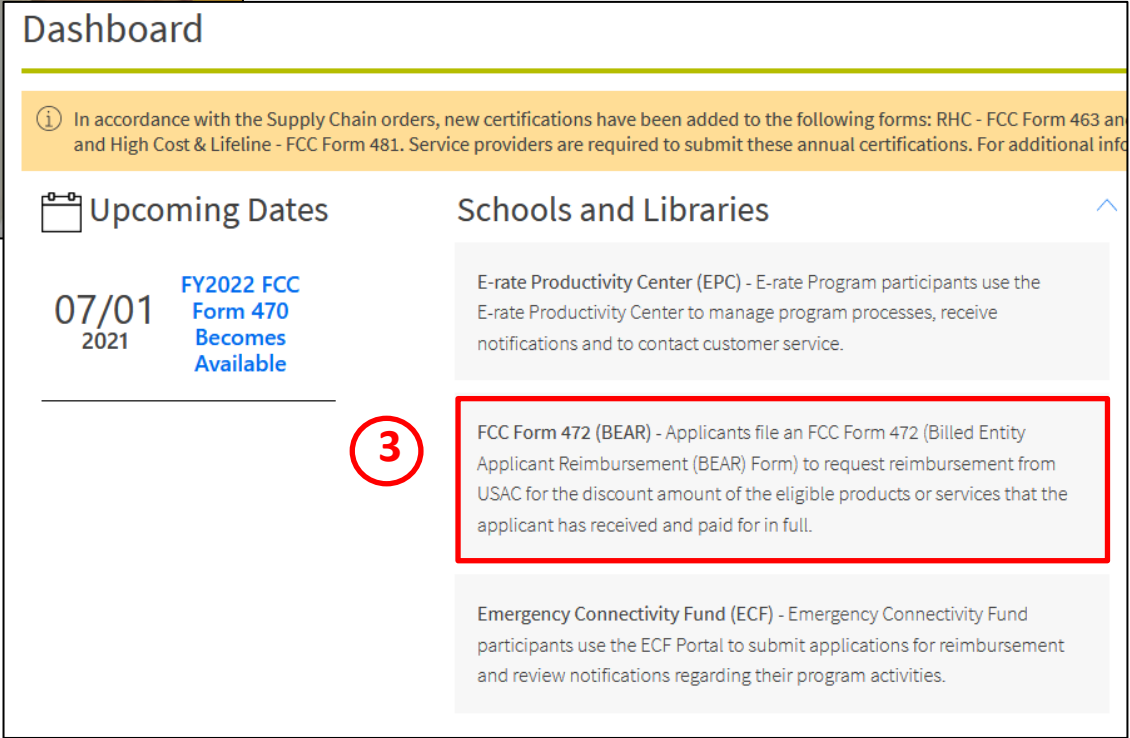 Dashboard
In accordance with the Supply Chain orders, new certifications have been added to the following forms: RHC - FCC Form 463 an
and High Cost & Lifeline - FCC Form 481. Service providers are required to submit these annual certifications. For additional info
Upcoming Dates
07/01
2021
FY2022 FCC
Form 470
Becomes
Available
Schools and Libraries
E-rate Productivity Center (EPC) - E-rate Program participants use the
E-rate Productivity Center to manage program processes, receive
notifications and to contact customer service.
3
FCC Form 472 (BEAR) - Applicants file an FCC Form 472 (Billed Entity
Applicant Reimbursement (BEAR) Form) to request reimbursement from
USAC for the discount amount of the eligible products or services that the
applicant has received and paid for in full.
Emergency Connectivity Fund (ECF) - Emergency Connectivity Fund
participants use the ECF Portal to submit applications for reimbursement
and review notifications regarding their program activities.